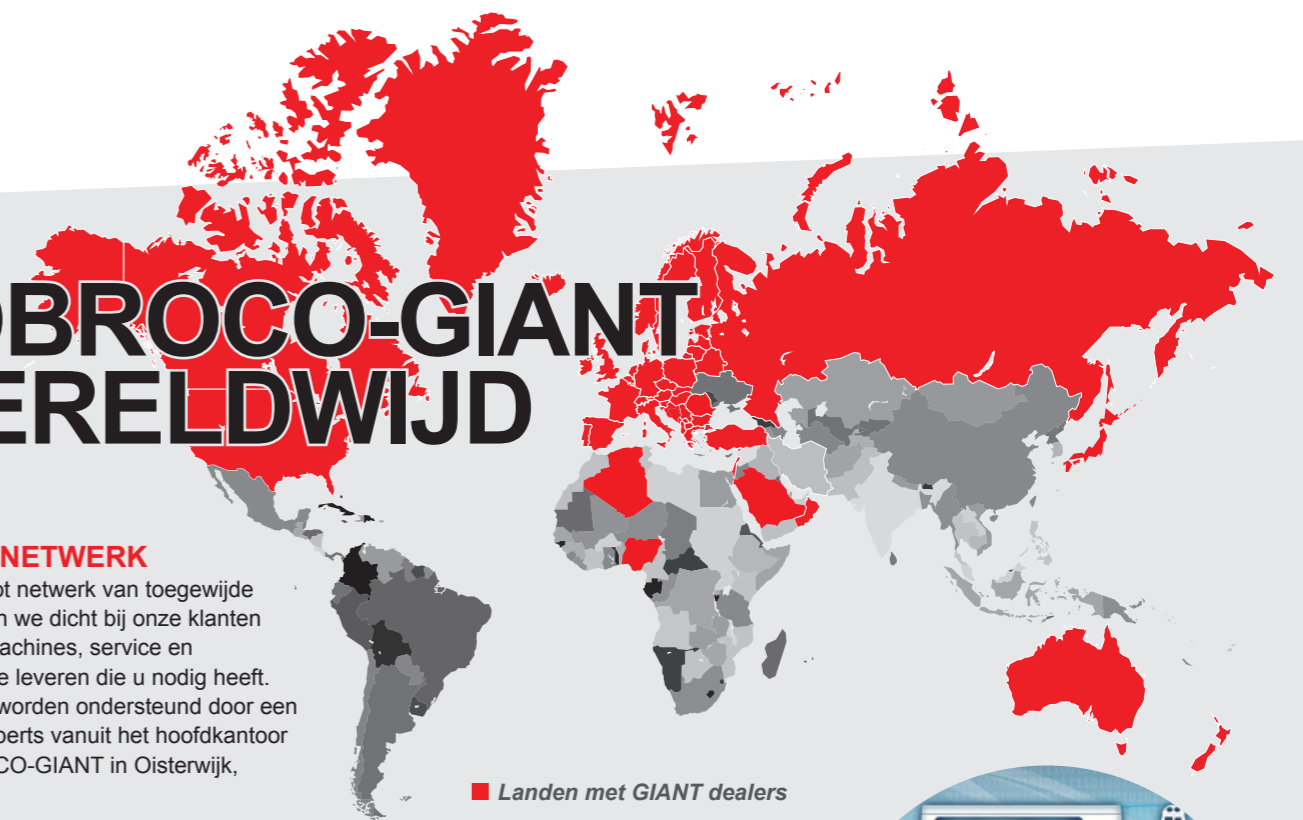 OBROCO-GIANT
ERELDWIJD
NETWERK
ot netwerk van toegewijde
n we dicht bij onze klanten
achines, service en
e leveren die u nodig heeft.
worden ondersteund door een
perts vanuit het hoofdkantoor
CO-GIANT in Oisterwijk,
Landen met GIANT dealers